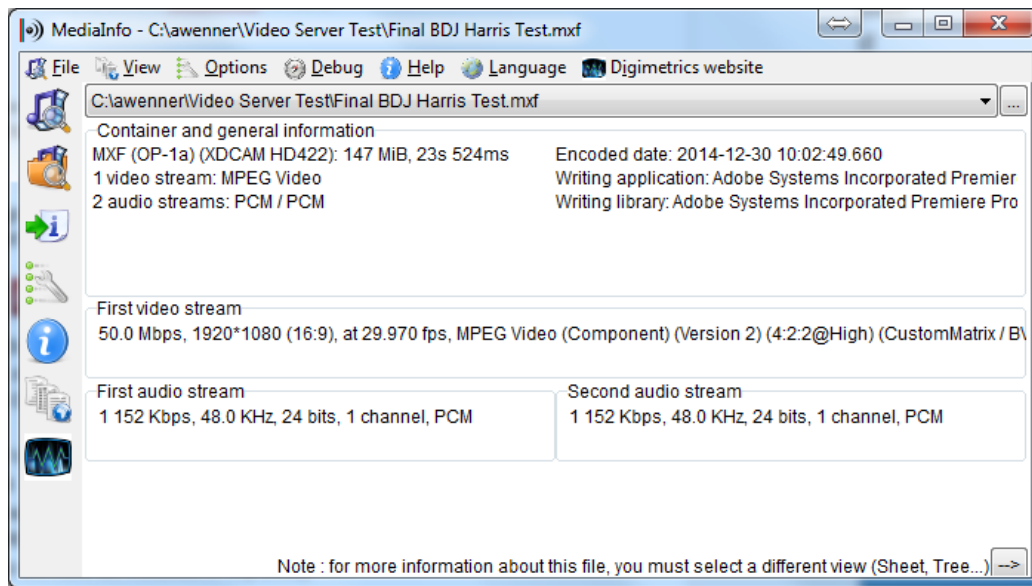 MediaInfo - C:\awenner\Video Server Test\Final BDJ Harris Test.mxf
File View Options Debug Help Language Digimetrics website
C:\awenner\Video Server Test\Final BDJ Harris Test.mxf
...
Container and general information
MXF (OP-1a) (XDCAM HD422): 147 MiB, 23s 524ms
1 video stream: MPEG Video
2 audio streams: PCM / PCM
Encoded date: 2014-12-30 10:02:49.660
Writing application: Adobe Systems Incorporated Premier
Writing library: Adobe Systems Incorporated Premiere Pro
First video stream
50.0 Mbps, 1920*1080 (16:9), at 29.970 fps, MPEG Video (Component) (Version 2) (4:2:2@High) (CustomMatrix / B\
First audio stream
1 152 Kbps, 48.0 KHz, 24 bits, 1 channel, PCM
Second audio stream
1 152 Kbps, 48.0 KHz, 24 bits, 1 channel, PCM
Note : for more information about this file, you must select a different view (Sheet, Tree...)
-->